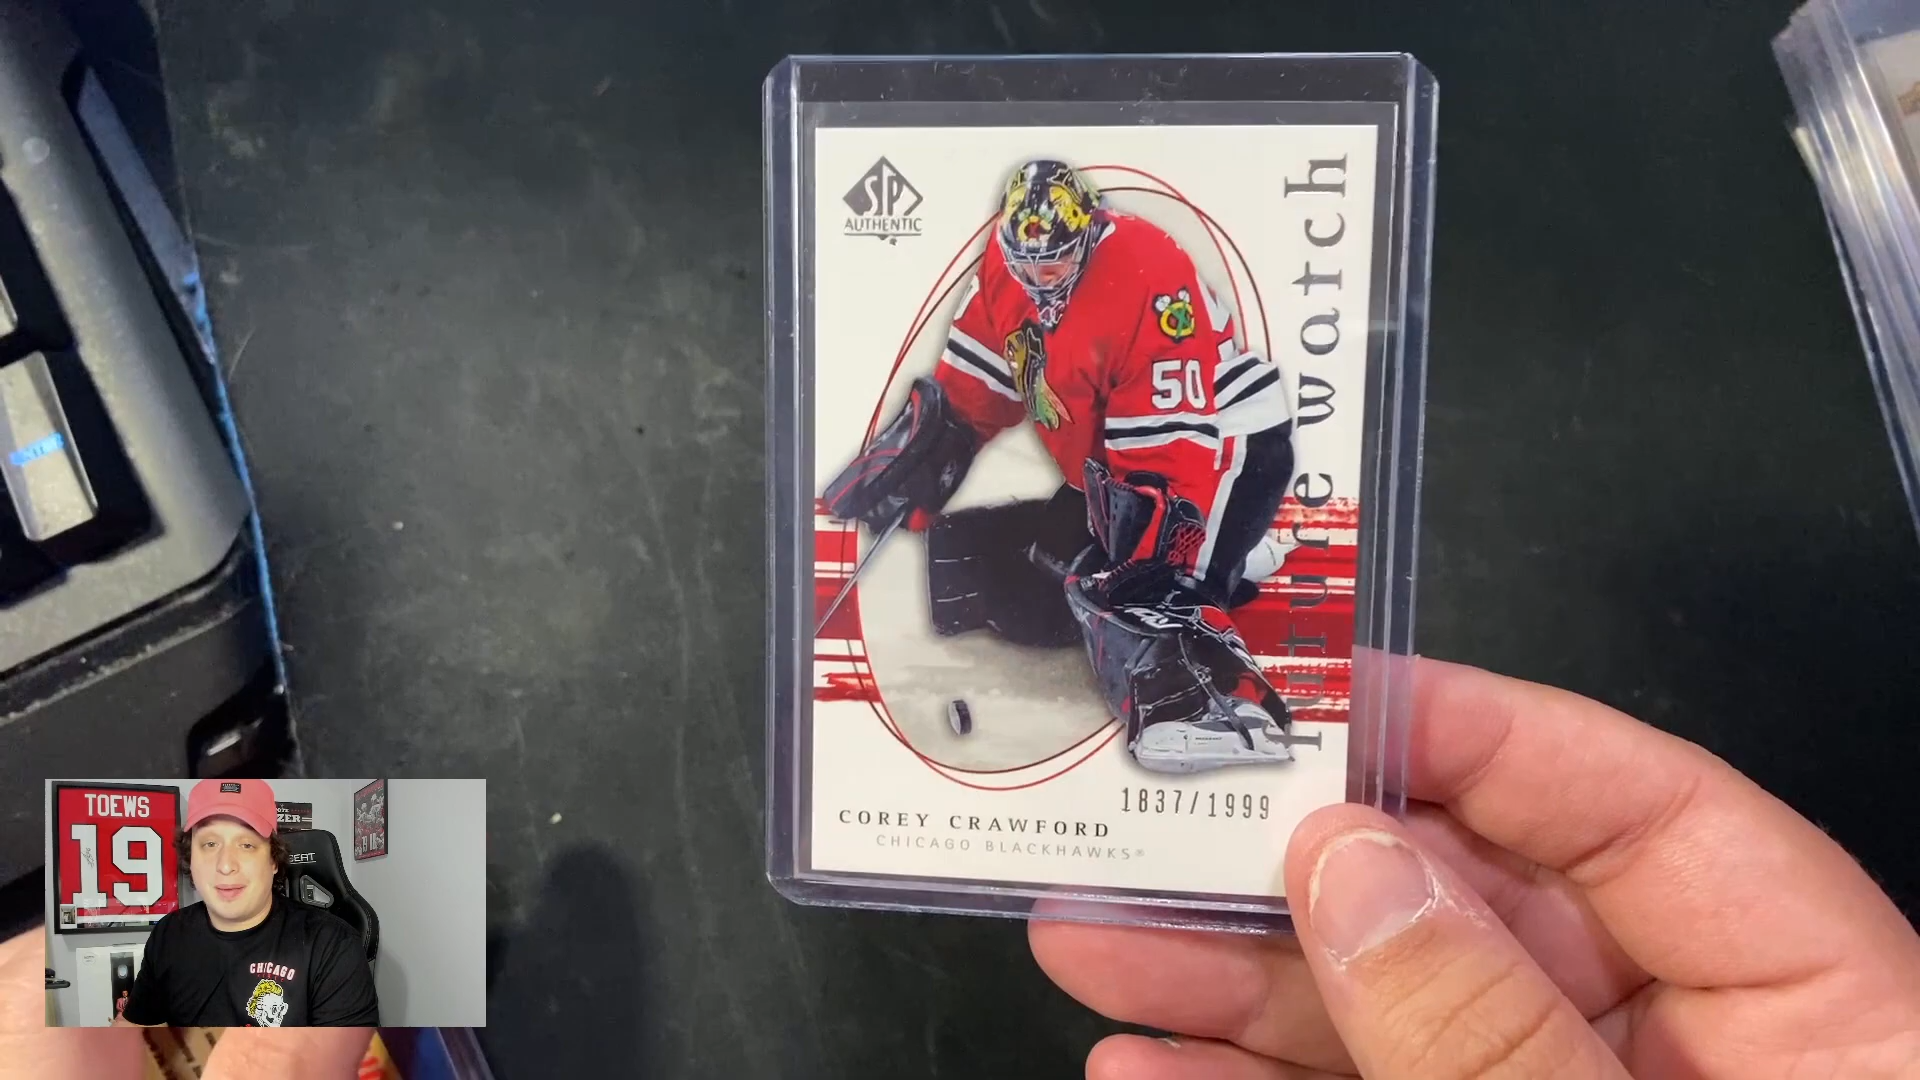 SP
AUTHENTIC
future watch
50
1837/1999
COREY CRAWFORD
CHICAGO BLACKHAWKS®
TOEWS
19
CHICAGO